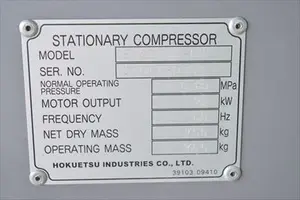 STATIONARY COMPRESSOR
MODEL
SER. NO.
NORMAL OPERATING
PRESSURE MPa
MOTOR OUTPUT kW
FREQUENCY Hz
NET DRY MASS kg
OPERATING MASS kg
HOKUETSU INDUSTRIES CO., LTD.
39103 09410